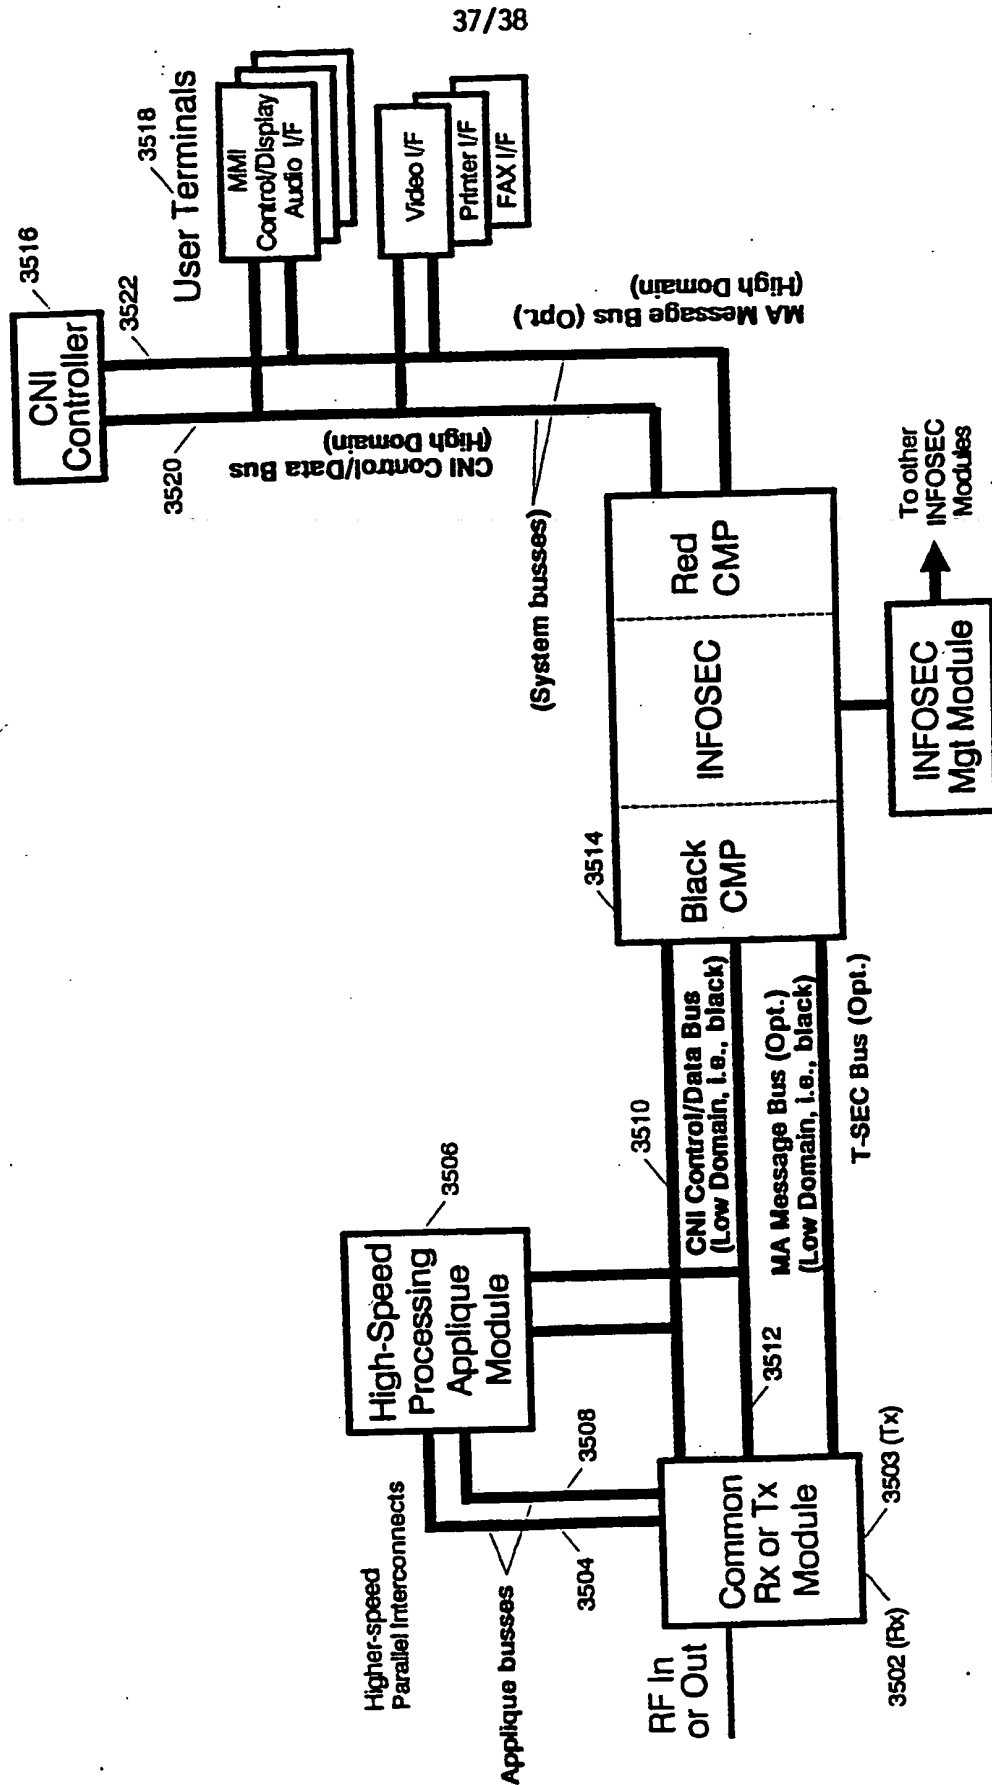 37/38
RF In
or Out
Common
Rx or Tx
Module
3502 (Rx)
3503 (Tx)
Higher-speed
Parallel Interconnects
Applique busses
3504
3508
High-Speed
Processing
Applique
Module
3506
3510
CNI Control/Data Bus
(Low Domain, i.e., black)
3512
MA Message Bus (Opt.)
(Low Domain, i.e., black)
T-SEC Bus (Opt.)
3514
Black
CMP
INFOSEC
Red
CMP
INFOSEC
Mgt Module
To other
INFOSEC
Modules
(System busses)
CNI Control/Data Bus
(High Domain)
3520
MA Message Bus (Opt.)
(High Domain)
3522
CNI
Controller
3516
User Terminals
3518
MMI
Control/Display
Audio I/F
Video I/F
Printer I/F
FAX I/F